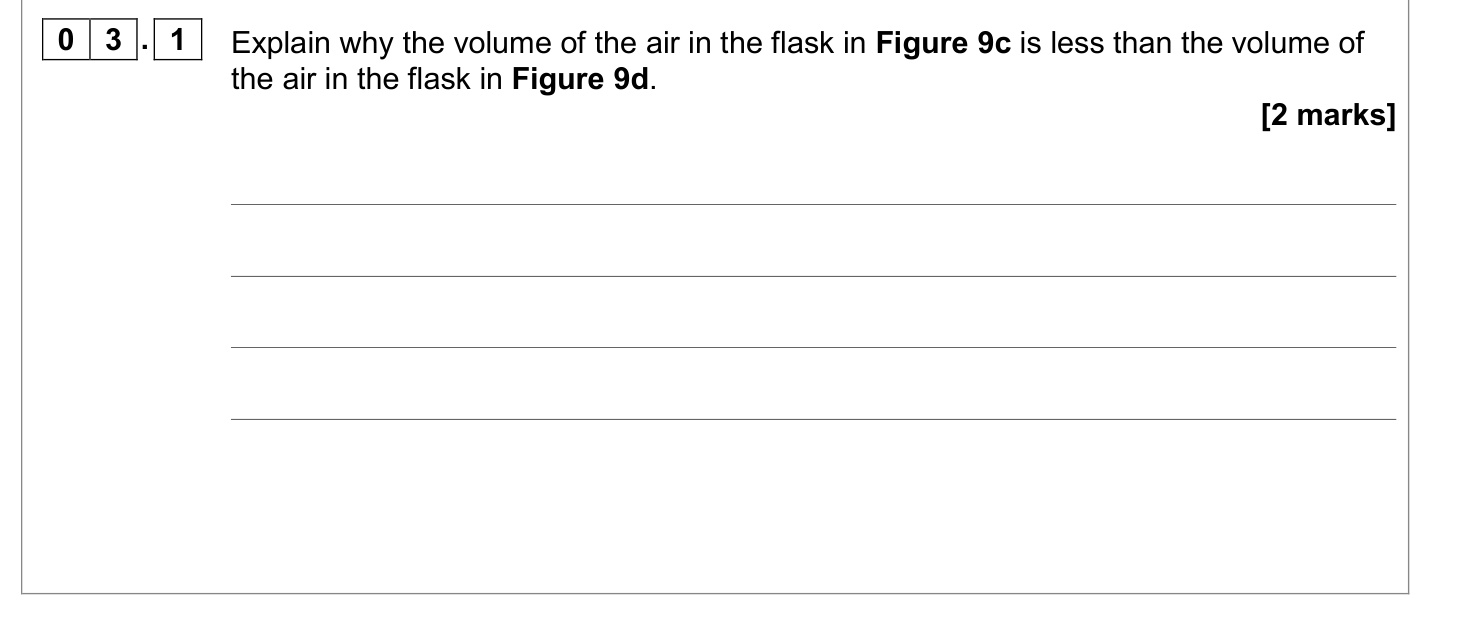 0 3 . 1 Explain why the volume of the air in the flask in Figure 9c is less than the volume of
the air in the flask in Figure 9d.
[2 marks]